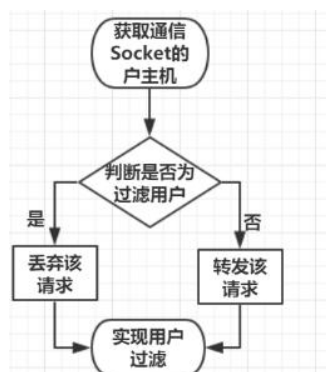 获取通信
Socket的
户主机
判断是否为
过滤用户
是
否
丢弃该
请求
转发该
请求
实现用户
过滤